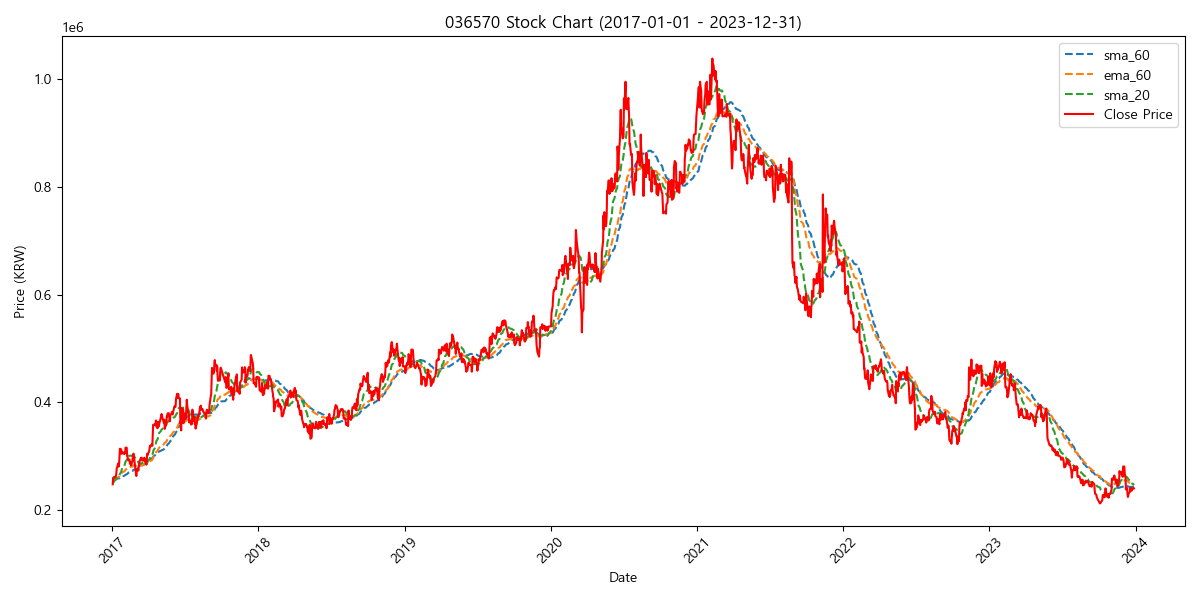 036570 Stock Chart (2017-01-01 - 2023-12-31)
1e6
sma_60
ema_60
sma_20
Close Price
1.0
0.8
0.6
0.4
0.2
Price (KRW)
2017
2018
2019
2020
2021
2022
2023
2024
Date